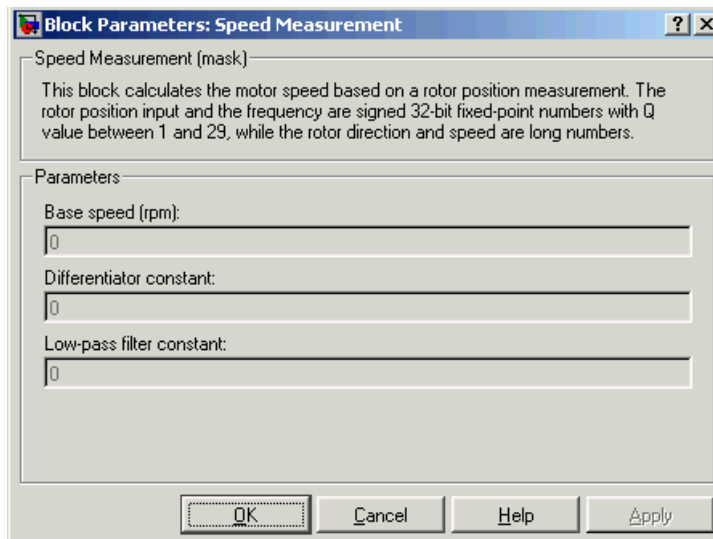 Block Parameters: Speed Measurement
Speed Measurement (mask)
This block calculates the motor speed based on a rotor position measurement. The
rotor position input and the frequency are signed 32-bit fixed-point numbers with Q
value between 1 and 29, while the rotor direction and speed are long numbers.
Parameters
Base speed (rpm):
0
Differentiator constant:
0
Low-pass filter constant:
0
OK Cancel Help Apply